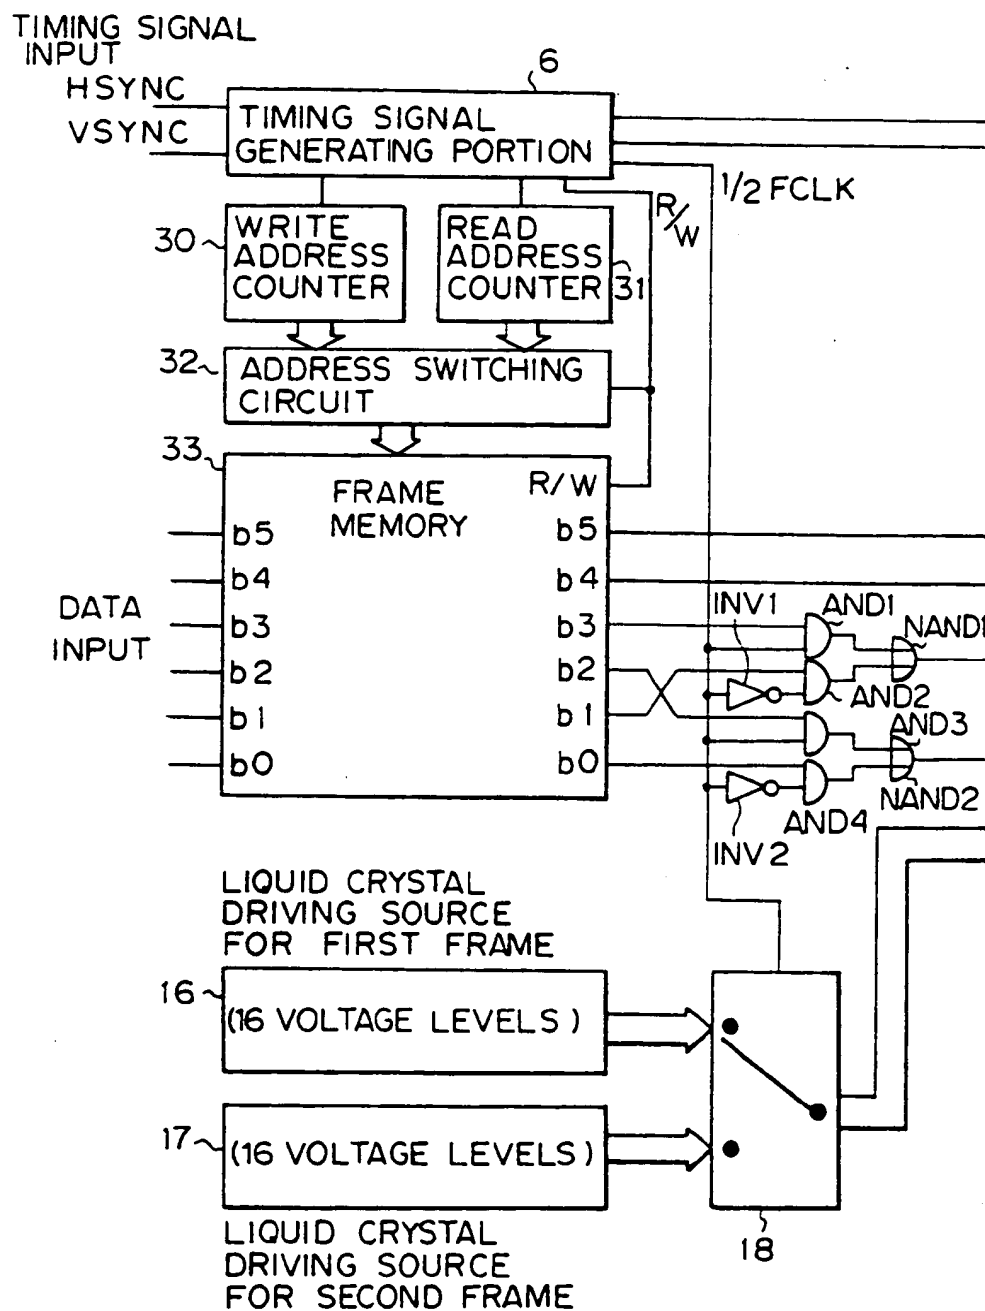 TIMING SIGNAL
INPUT
HSYNC
VSYNC
6
TIMING SIGNAL
GENERATING PORTION
1/2 FCLK
R/W
30
WRITE
ADDRESS
COUNTER
READ
ADDRESS
COUNTER
31
32
ADDRESS SWITCHING
CIRCUIT
33
FRAME
MEMORY
R/W
DATA
INPUT
b5
b4
b3
b2
b1
b0
b5
b4
b3
b2
b1
b0
INV1
AND1
NAND1
AND2
AND3
NAND2
AND4
INV2
LIQUID CRYSTAL
DRIVING SOURCE
FOR FIRST FRAME
16
(16 VOLTAGE LEVELS)
17
(16 VOLTAGE LEVELS)
LIQUID CRYSTAL
DRIVING SOURCE
FOR SECOND FRAME
18